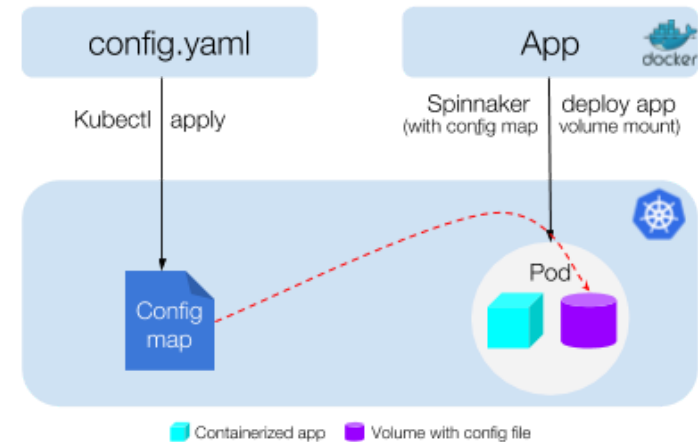 config.yaml
App
docker
Kubectl apply
Spinnaker deploy app
(with config map volume mount)
Pod
Config
map
Containerized app
Volume with config file